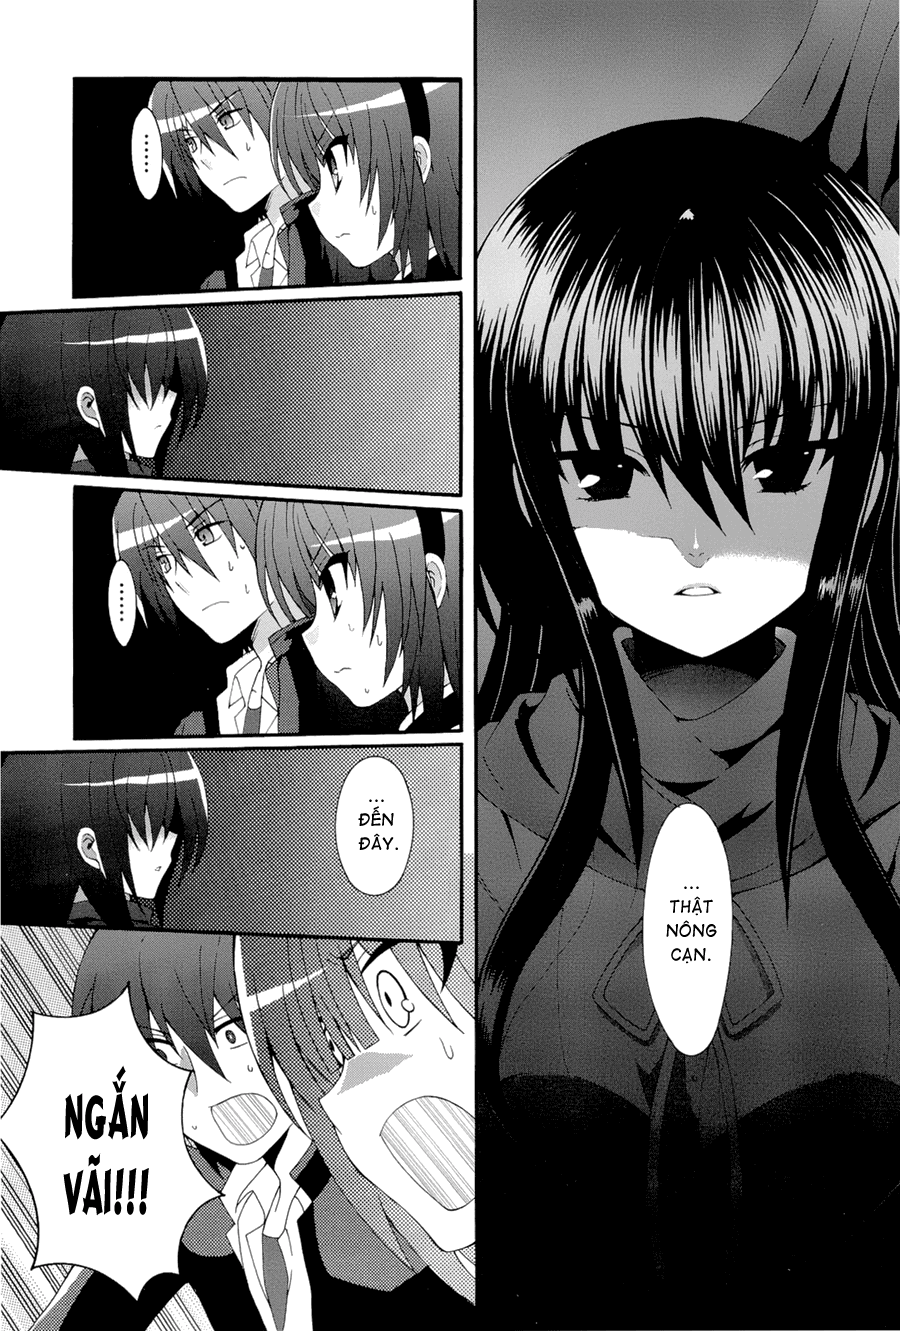 ...
THẬT
NÔNG
CẠN.
......
......
...
ĐẾN
ĐÂY.
NGẮN
VÃI!!!